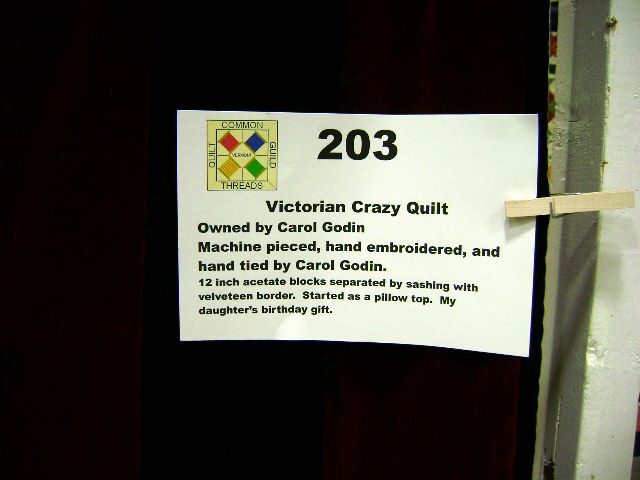 COMMON
QUILT
GUILD
VERMONT
THREADS
203
Victorian Crazy Quilt
Owned by Carol Godin
Machine pieced, hand embroidered, and
hand tied by Carol Godin.
12 inch acetate blocks separated by sashing with
velveteen border. Started as a pillow top. My
daughter's birthday gift.